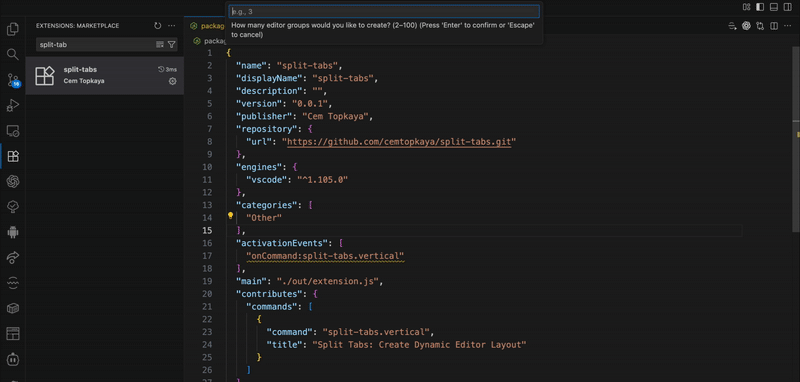 EXTENSIONS: MARKETPLACE
split-tab
split-tabs
3ms
Cem Topkaya
16
e.g., 3
How many editor groups would you like to create? (2–100) (Press 'Enter' to confirm or 'Escape'
to cancel)
package
packa
1 {
2 "name": "split-tabs",
3 "displayName": "split-tabs",
4 "description": "",
5 "version": "0.0.1",
6 "publisher": "Cem Topkaya",
7 "repository": {
8 "url": "https://github.com/cemtopkaya/split-tabs.git"
9 },
10 "engines": {
11 "vscode": "^1.105.0"
12 },
13 "categories": [
14 "Other"
15 ],
16 "activationEvents": [
17 "onCommand:split-tabs.vertical"
18 ],
19 "main": "./out/extension.js",
20 "contributes": {
21 "commands": [
22 {
23 "command": "split-tabs.vertical",
24 "title": "Split Tabs: Create Dynamic Editor Layout"
25 }
26 ]